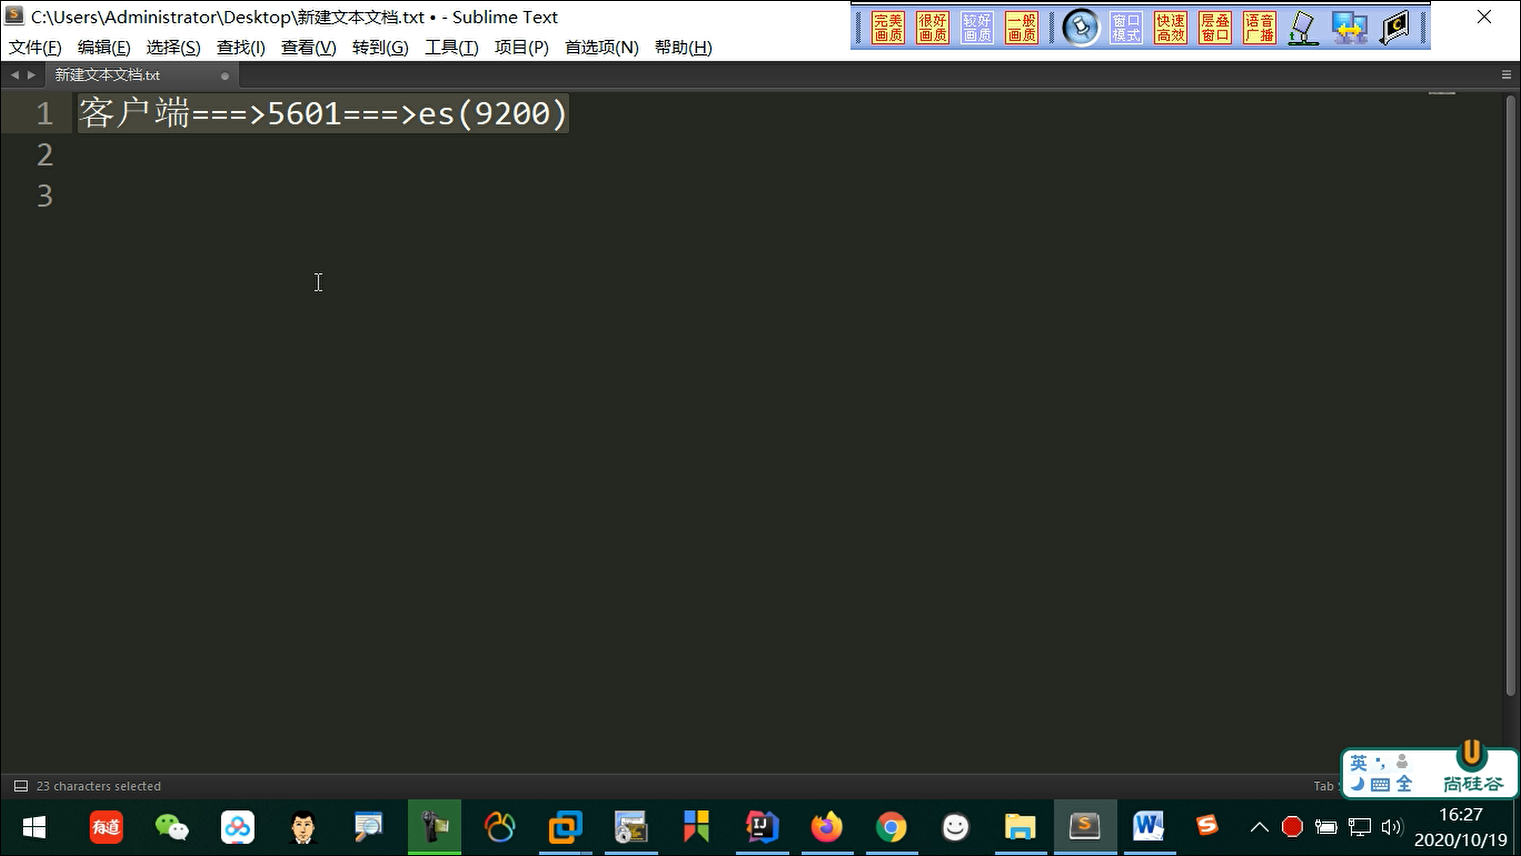 C:\Users\Administrator\Desktop\新建文本文档.txt • - Sublime Text
完美画质 很好画质 较好画质 一般画质 窗口模式 快速高效 层叠窗口 语音广播
文件(F) 编辑(E) 选择(S) 查找(I) 查看(V) 转到(G) 工具(T) 项目(P) 首选项(N) 帮助(H)
新建文本文档.txt
1 客户端===>5601===>es(9200)
2
3
23 characters selected
Tab
英
全
尚硅谷
有道
16:27
2020/10/19